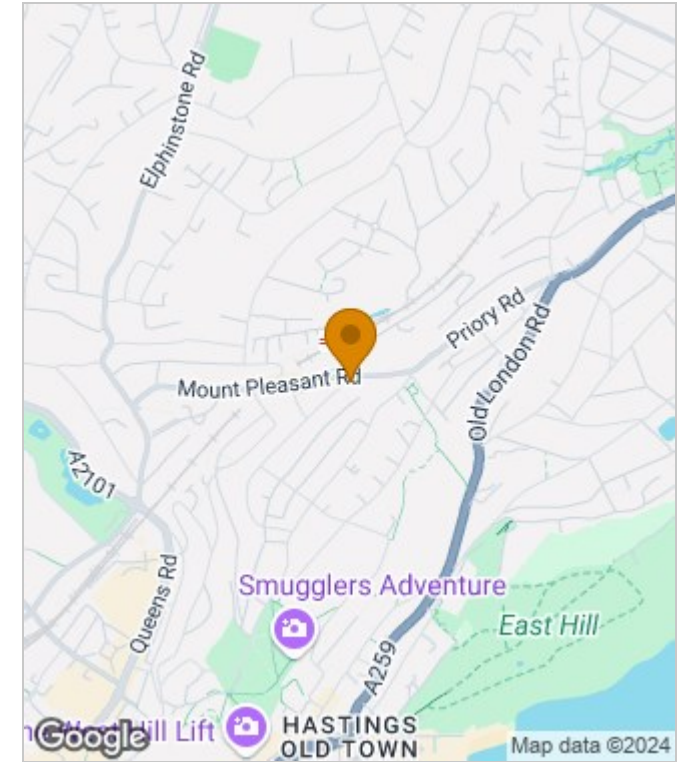 Elphinstone Rd
Priory Rd
Mount Pleasant Rd
Old London Rd
A2101
Queens Rd
Smugglers Adventure
East Hill
A259
West Hill Lift
HASTINGS
OLD TOWN
Google
Map data ©2024